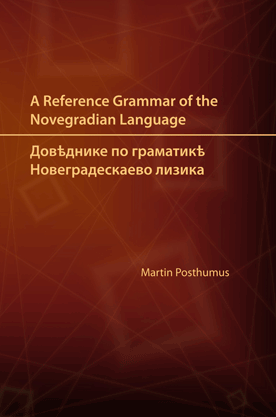 A Reference Grammar of the
Novegradian Language
Довѣднике по граматикѣ
Новеградескаево лизика
Martin Posthumus